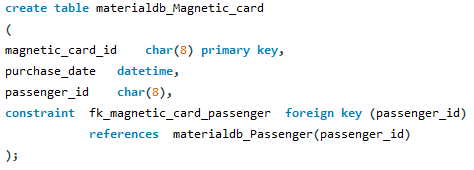 create table materialdb_Magnetic_card
(
magnetic_card_id    char(8) primary key,
purchase_date   datetime,
passenger_id    char(8),
constraint  fk_magnetic_card_passenger  foreign key (passenger_id)
            references  materialdb_Passenger(passenger_id)
);